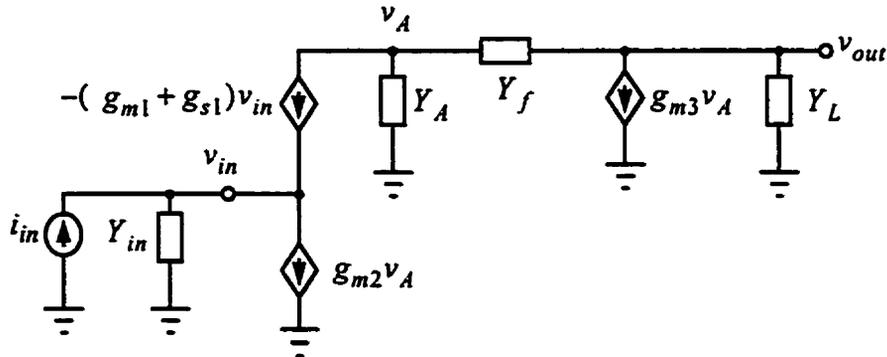 v_A
v_out
-( g_m1 + g_s1)v_in
Y_A
Y_f
g_m3 v_A
Y_L
v_in
i_in
Y_in
g_m2 v_A